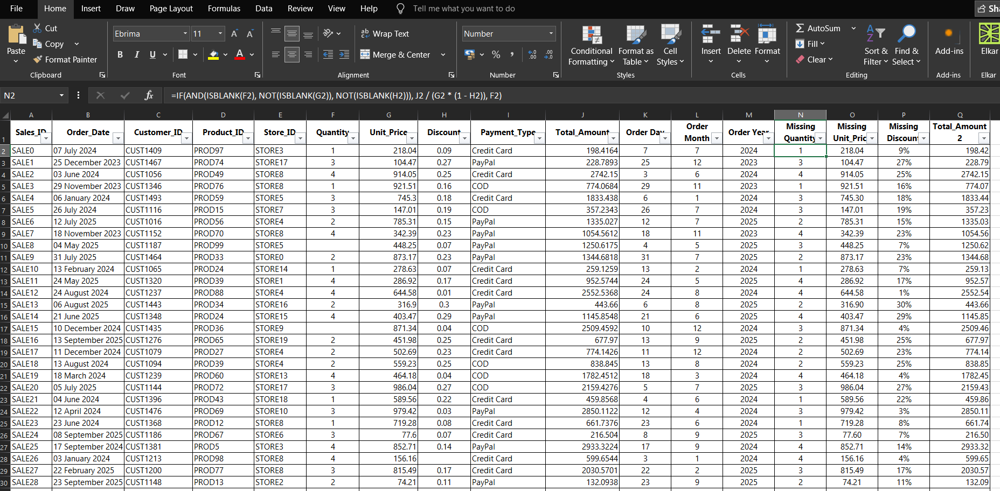 File Home Insert Draw Page Layout Formulas Data Review View Help Tell me what you want to do
Paste Cut Copy Format Painter
Clipboard
Ebrima 11 A A
B I U A
Font
ab Wrap Text
Merge & Center
Alignment
Number
% , .00
Number
Conditional Formatting Format as Table Cell Styles
Styles
Insert Delete Format
Cells
AutoSum Fill Clear Sort & Filter Find & Select
Editing
Add-ins
Add-ins
Elkar
Elkar
N2 fx =IF(AND(ISBLANK(F2), NOT(ISBLANK(G2)), NOT(ISBLANK(H2))), J2 / (G2 * (1 - H2)), F2)
A B C D E F G H I J K L M N O P Q
1 Sales_ID Order_Date Customer_ID Product_ID Store_ID Quantity Unit_Price Discount Payment_Type Total_Amount Order Day Order Month Order Year Missing Quantity Missing Unit_Pric Missing Discount Total_Amount 2
2 SALE0 07 July 2024 CUST1409 PROD97 STORE3 1 218.04 0.09 Credit Card 198.4164 7 7 2024 1 218.04 9% 198.42
3 SALE1 25 December 2023 CUST1467 PROD74 STORE17 3 104.47 0.27 PayPal 228.7893 25 12 2023 3 104.47 27% 228.79
4 SALE2 03 June 2024 CUST1056 PROD49 STORE8 4 914.05 0.25 Credit Card 2742.15 3 6 2024 4 914.05 25% 2742.15
5 SALE3 29 November 2023 CUST1346 PROD76 STORE8 1 921.51 0.16 COD 774.0684 29 11 2023 1 921.51 16% 774.07
6 SALE4 06 January 2024 CUST1493 PROD59 STORE5 3 745.3 0.18 Credit Card 1833.438 6 1 2024 3 745.30 18% 1833.44
7 SALE5 26 July 2024 CUST1116 PROD15 STORE7 3 147.01 0.19 COD 357.2343 26 7 2024 3 147.01 19% 357.23
8 SALE6 12 July 2025 CUST1016 PROD56 STORE4 2 785.31 0.15 PayPal 1335.027 12 7 2025 2 785.31 15% 1335.03
9 SALE7 18 November 2023 CUST1152 PROD70 STORE8 4 342.39 0.23 PayPal 1054.5612 18 11 2023 4 342.39 23% 1054.56
10 SALE8 04 May 2025 CUST1187 PROD99 STORE5 448.25 0.07 PayPal 1250.6175 4 5 2025 3 448.25 7% 1250.62
11 SALE9 31 July 2025 CUST1464 PROD33 STORE0 2 873.17 0.23 PayPal 1344.6818 31 7 2025 2 873.17 23% 1344.68
12 SALE10 13 February 2024 CUST1065 PROD24 STORE14 1 278.63 0.07 Credit Card 259.1259 13 2 2024 1 278.63 7% 259.13
13 SALE11 24 May 2025 CUST1320 PROD39 STORE1 4 286.92 0.17 Credit Card 952.5744 24 5 2025 4 286.92 17% 952.57
14 SALE12 24 August 2024 CUST1237 PROD88 STORE4 4 644.58 0.01 Credit Card 2552.5368 24 8 2024 4 644.58 1% 2552.54
15 SALE13 06 August 2025 CUST1443 PROD34 STORE16 2 316.9 0.3 PayPal 443.66 6 8 2025 2 316.90 30% 443.66
16 SALE14 21 June 2025 CUST1348 PROD24 STORE15 4 403.47 0.29 PayPal 1145.8548 21 6 2025 4 403.47 29% 1145.85
17 SALE15 10 December 2024 CUST1435 PROD36 STORE9 871.34 0.04 COD 2509.4592 10 12 2024 3 871.34 4% 2509.46
18 SALE16 13 September 2025 CUST1276 PROD65 STORE19 2 451.98 0.25 Credit Card 677.97 13 9 2025 2 451.98 25% 677.97
19 SALE17 11 December 2024 CUST1079 PROD27 STORE4 2 502.69 0.23 Credit Card 774.1426 11 12 2024 2 502.69 23% 774.14
20 SALE18 13 August 2024 CUST1094 PROD39 STORE4 2 559.23 0.25 COD 838.845 13 8 2024 2 559.23 25% 838.85
21 SALE19 18 March 2024 CUST1239 PROD60 STORE13 4 464.18 0.04 COD 1782.4512 18 3 2024 4 464.18 4% 1782.45
22 SALE20 05 July 2025 CUST1144 PROD72 STORE17 3 986.04 0.27 COD 2159.4276 5 7 2025 3 986.04 27% 2159.43
23 SALE21 04 June 2024 CUST1396 PROD43 STORE18 1 589.56 0.22 Credit Card 459.8568 4 6 2024 1 589.56 22% 459.86
24 SALE22 12 April 2024 CUST1476 PROD69 STORE10 3 979.42 0.03 PayPal 2850.1122 12 4 2024 3 979.42 3% 2850.11
25 SALE23 23 June 2024 CUST1368 PROD12 STORE8 1 719.28 0.08 Credit Card 661.7376 23 6 2024 1 719.28 8% 661.74
26 SALE24 08 September 2025 CUST1186 PROD67 STORE6 3 77.6 0.07 Credit Card 216.504 8 9 2025 3 77.60 7% 216.50
27 SALE25 17 September 2024 CUST1381 PROD5 STORE3 4 852.71 0.14 PayPal 2933.3224 17 9 2024 4 852.71 14% 2933.32
28 SALE26 03 January 2024 CUST1213 PROD98 STORE8 4 156.16 Credit Card 599.6544 3 1 2024 4 156.16 4% 599.65
29 SALE27 22 February 2025 CUST1200 PROD77 STORE8 3 815.49 0.17 Credit Card 2030.5701 22 2 2025 3 815.49 17% 2030.57
30 SALE28 23 September 2025 CUST1148 PROD13 STORE2 2 74.21 0.11 PayPal 132.0938 23 9 2025 2 74.21 11% 132.09